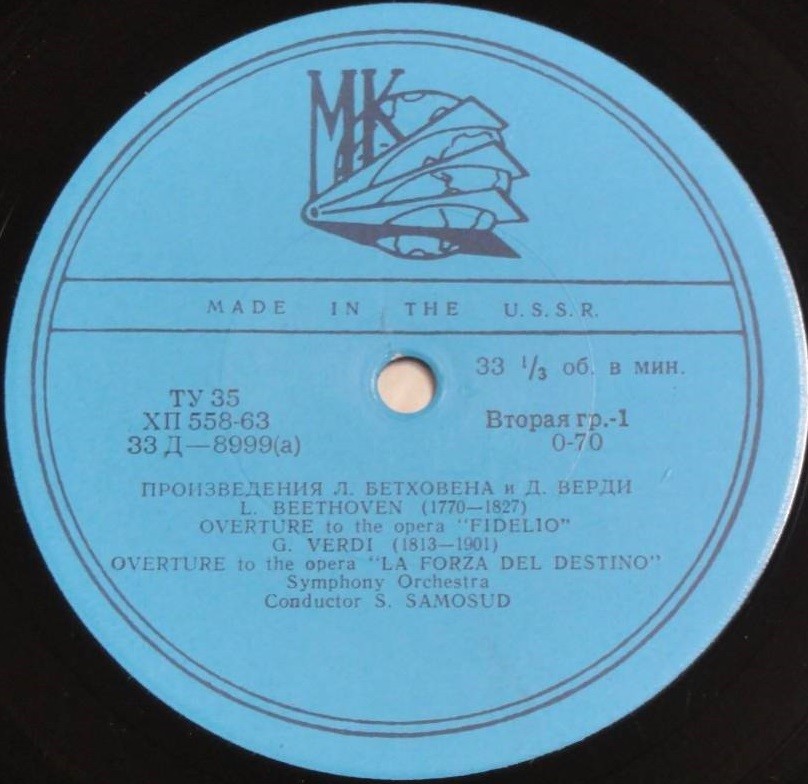 МК
MADE IN THE U.S.S.R.
33 1/3 об. в мин.
ТУ 35
ХП 558-63
33 Д—8999(а)
Вторая гр.-1
0-70
ПРОИЗВЕДЕНИЯ Л. БЕТХОВЕНА и Д. ВЕРДИ
L. BEETHOVEN (1770—1827)
OVERTURE to the opera "FIDELIO"
G. VERDI (1813—1901)
OVERTURE to the opera "LA FORZA DEL DESTINO"
Symphony Orchestra
Conductor S. SAMOSUD